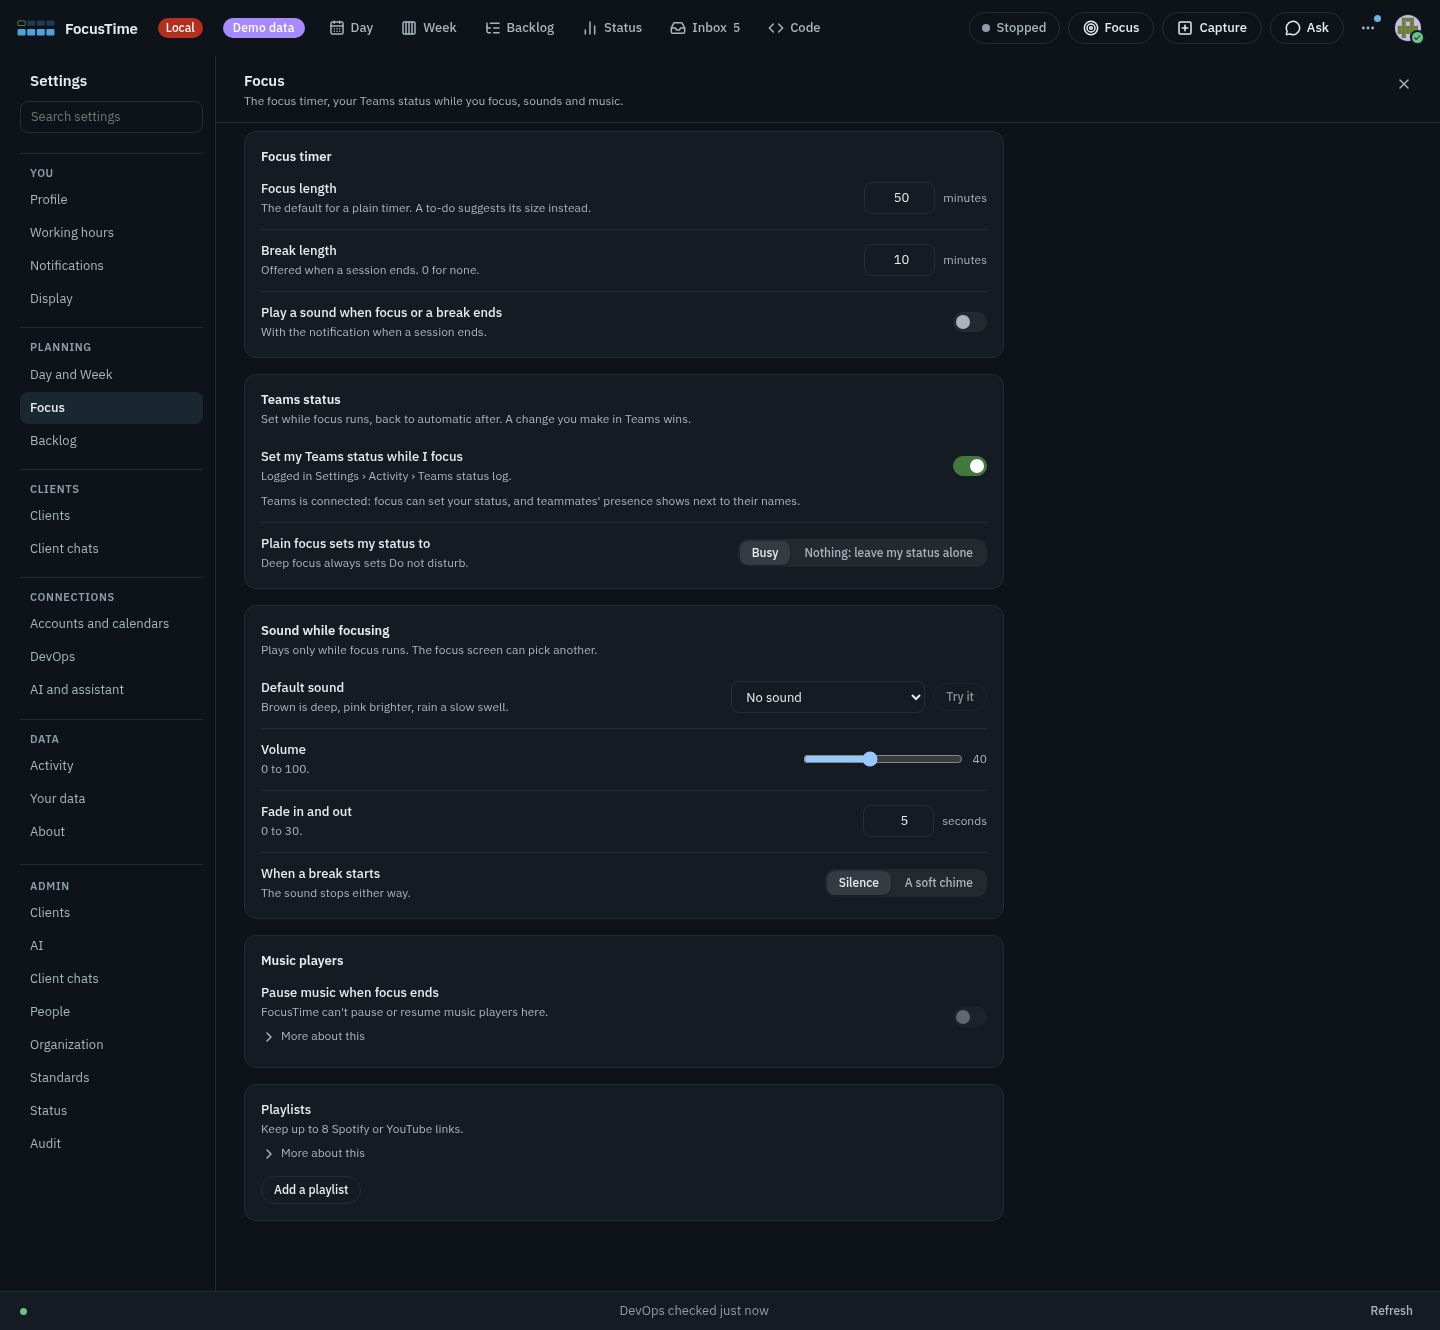 FocusTime
Local
Demo data
Day
Week
Backlog
Status
Inbox 5
Code
Stopped
Focus
Capture
Ask
Settings
Search settings
YOU
Profile
Working hours
Notifications
Display
PLANNING
Day and Week
Focus
Backlog
CLIENTS
Clients
Client chats
CONNECTIONS
Accounts and calendars
DevOps
AI and assistant
DATA
Activity
Your data
About
ADMIN
Clients
AI
Client chats
People
Organization
Standards
Status
Audit
Focus
The focus timer, your Teams status while you focus, sounds and music.
Focus timer
Focus length
The default for a plain timer. A to-do suggests its size instead.
50 minutes
Break length
Offered when a session ends. 0 for none.
10 minutes
Play a sound when focus or a break ends
With the notification when a session ends.
Teams status
Set while focus runs, back to automatic after. A change you make in Teams wins.
Set my Teams status while I focus
Logged in Settings › Activity › Teams status log.
Teams is connected: focus can set your status, and teammates' presence shows next to their names.
Plain focus sets my status to
Deep focus always sets Do not disturb.
Busy
Nothing: leave my status alone
Sound while focusing
Plays only while focus runs. The focus screen can pick another.
Default sound
Brown is deep, pink brighter, rain a slow swell.
No sound
Try it
Volume
0 to 100.
40
Fade in and out
0 to 30.
5 seconds
When a break starts
The sound stops either way.
Silence
A soft chime
Music players
Pause music when focus ends
FocusTime can't pause or resume music players here.
More about this
Playlists
Keep up to 8 Spotify or YouTube links.
More about this
Add a playlist
DevOps checked just now
Refresh